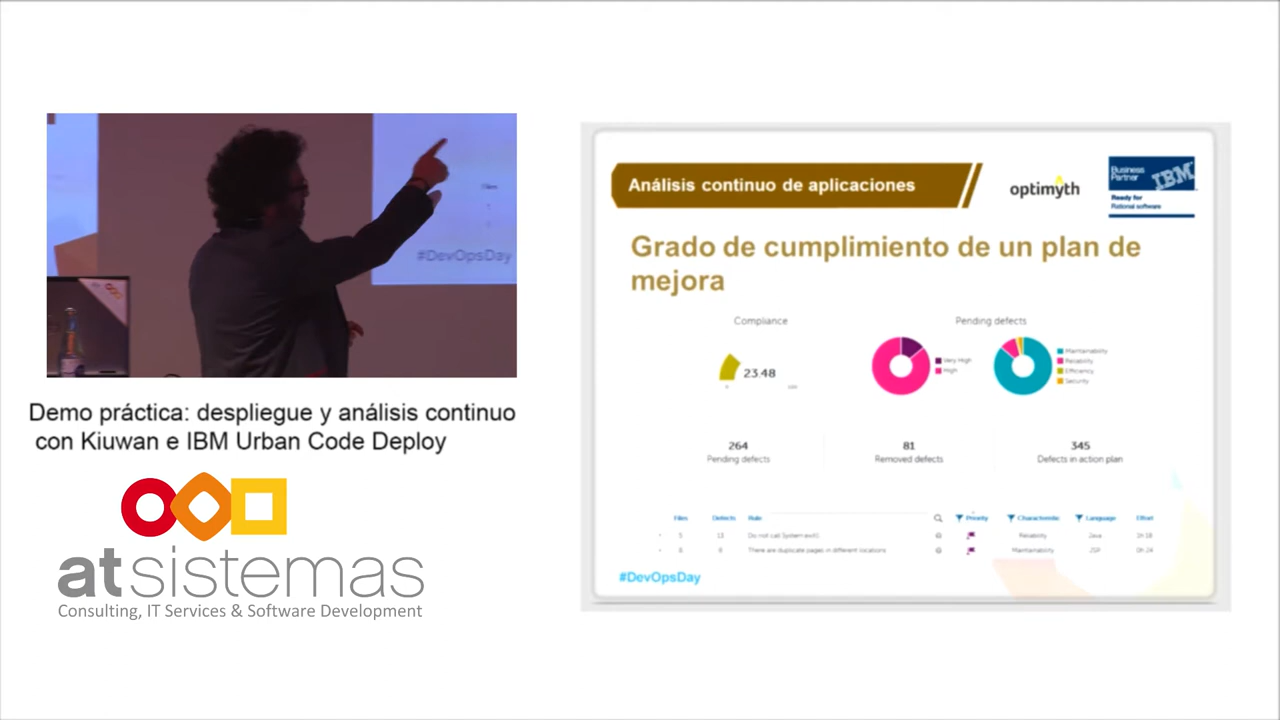 Files
#DevOpsDay
Demo práctica: despliegue y análisis continuo
con Kiuwan e IBM Urban Code Deploy
atsistemas
Consulting, IT Services & Software Development
Análisis continuo de aplicaciones
optimyth
Business
Partner
IBM
Ready for
Rational software
Grado de cumplimiento de un plan de
mejora
Compliance
23.48
Pending defects
Very High
High
Maintainability
Reliability
Efficiency
Security
264
Pending defects
81
Removed defects
345
Defects in action plan
Files Defects Rule Priority Characteristic Language Effort
5 13 Do not call System.exit(). Reliability Java
8 There are duplicate pages in different locations Maintainability JSP
#DevOpsDay